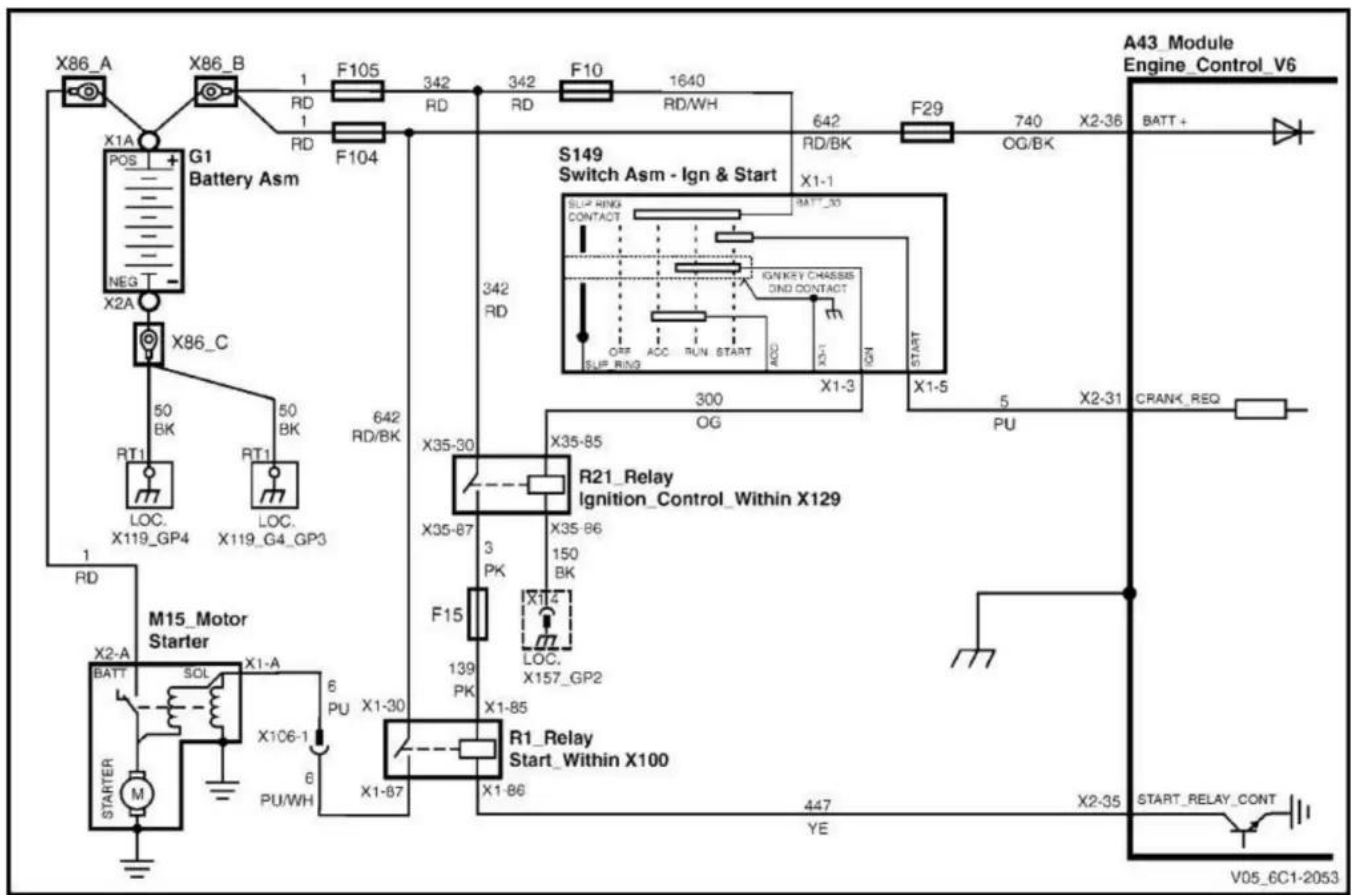 A43_Module
Engine_Control_V6
X86_A
X86_B
1
RD
F105
342
RD
342
RD
F10
1640
RD/WH
1
RD
F104
642
RD/BK
F29
740
OG/BK
X2-36
BATT +
X1A
POS
+
G1
Battery Asm
NEG
-
X2A
X86_C
S149
Switch Asm - Ign & Start
X1-1
BATT_30
SLIP RING
CONTACT
IGN KEY CHASSIS
GND CONTACT
OFF
ACC
RUN
START
SLIP_RING
ACC
X3-1
IGN
START
X1-3
X1-5
342
RD
50
BK
50
BK
RT1
RT1
LOC.
X119_GP4
LOC.
X119_G4_GP3
642
RD/BK
300
OG
5
PU
X2-31
CRANK_REQ
X35-30
X35-85
R21_Relay
Ignition_Control_Within X129
X35-87
X35-86
3
PK
150
BK
1
RD
F15
X1-4
LOC.
X157_GP2
M15_Motor
Starter
X2-A
BATT
SOL
X1-A
STARTER
M
6
PU
X106-1
6
PU/WH
139
PK
X1-30
X1-85
R1_Relay
Start_Within X100
X1-87
X1-86
447
YE
X2-35
START_RELAY_CONT
V05_6C1-2053